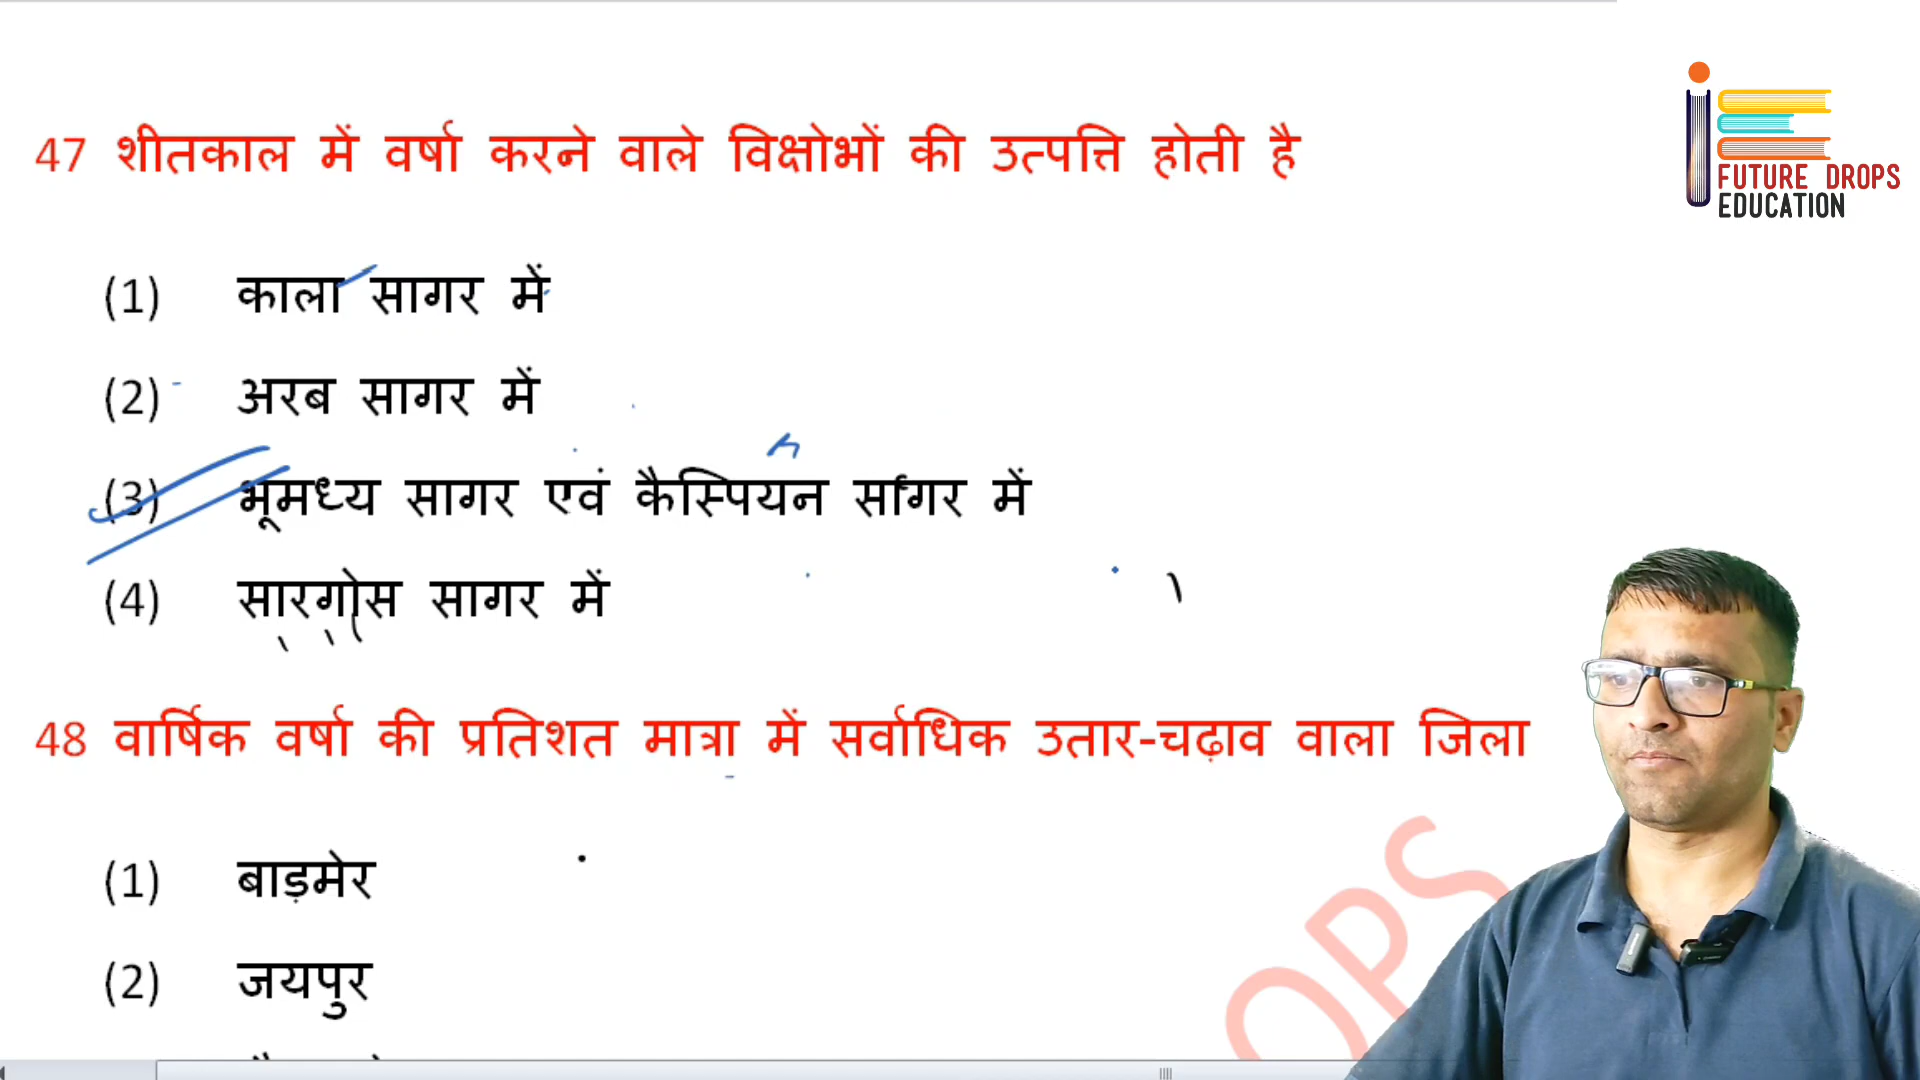 47 शीतकाल में वर्षा करने वाले विक्षोभों की उत्पत्ति होती है
(1) काला सागर में
(2) अरब सागर में
(3) भूमध्य सागर एवं कैस्पियन सागर में
(4) सारगोस सागर में
48 वार्षिक वर्षा की प्रतिशत मात्रा में सर्वाधिक उतार-चढ़ाव वाला जिला
(1) बाड़मेर
(2) जयपुर
FUTURE DROPS
EDUCATION
OPS